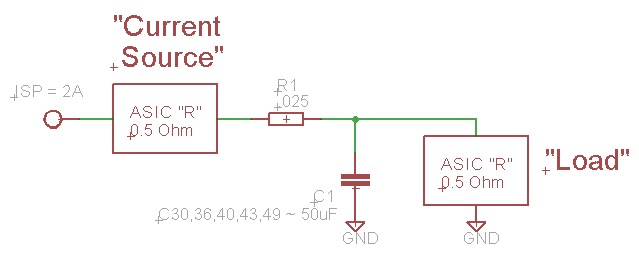 "Current
Source"
ISP = 2A
ASIC "R"
0.5 Ohm
R1
.025
C1
C30,36,40,43,49 ~ 50uF
GND
ASIC "R"
0.5 Ohm
GND
"Load"